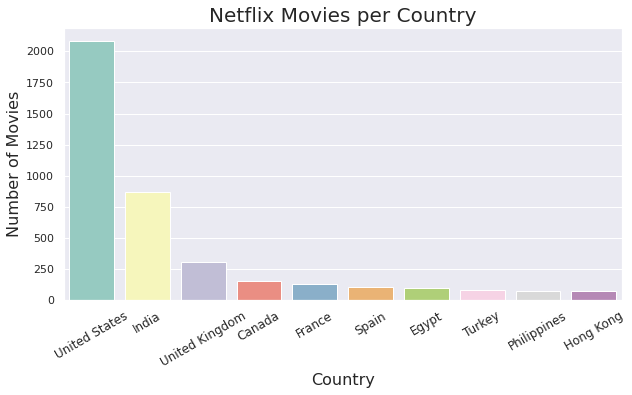 Netflix Movies per Country
Number of Movies
2000
1750
1500
1250
1000
750
500
250
0
United States
India
United Kingdom
Canada
France
Spain
Egypt
Turkey
Philippines
Hong Kong
Country